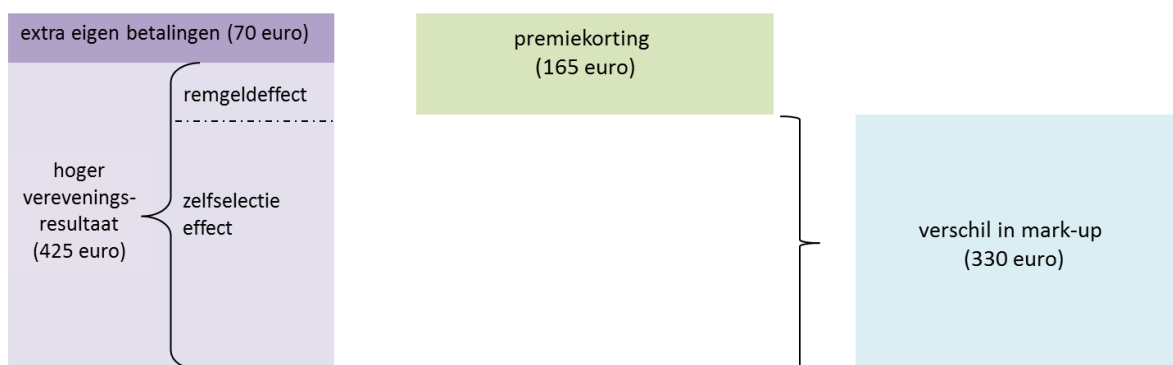 extra eigen betalingen (70 euro)
remgeldeffect
hoger
verevenings-
resultaat
(425 euro)
zelfselectie
effect
premiekorting
(165 euro)
verschil in mark-up
(330 euro)